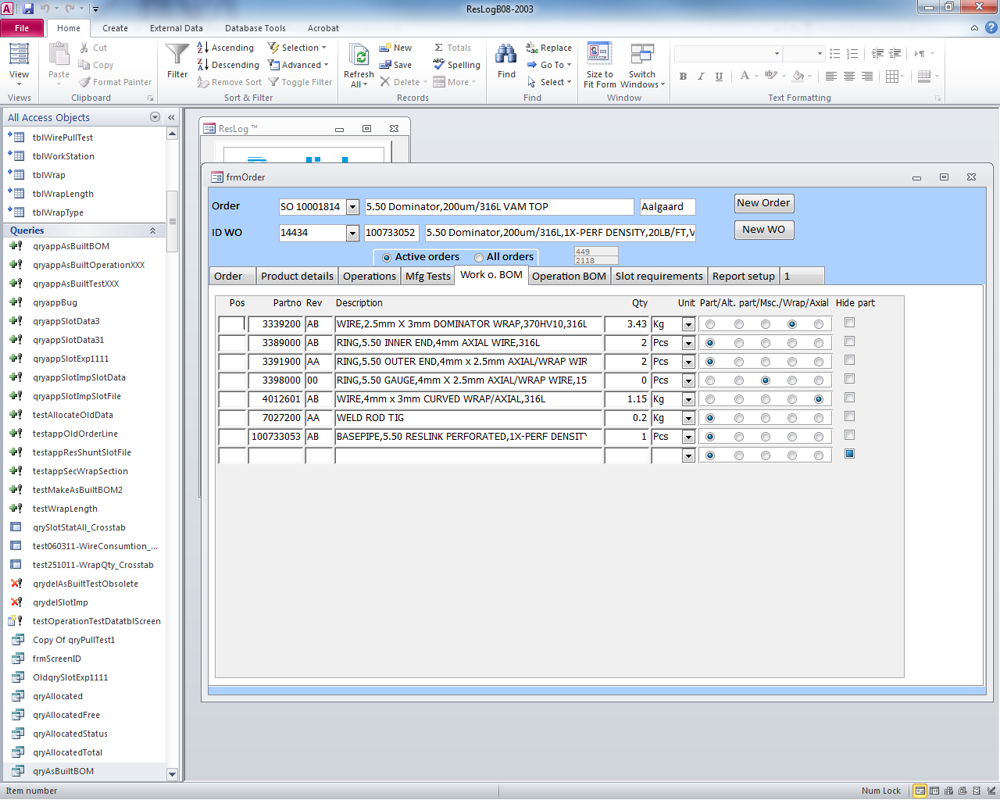 ResLogB08-2003
File Home Create External Data Database Tools Acrobat
View
Views
Paste
Cut
Copy
Format Painter
Clipboard
Filter
Ascending
Descending
Remove Sort
Selection
Advanced
Toggle Filter
Sort & Filter
Refresh
All
New
Save
Delete
Totals
Spelling
More
Records
Find
Replace
Go To
Select
Find
Size to
Fit Form
Switch
Windows
Window
Text Formatting
All Access Objects
tblWirePullTest
tblWorkStation
tblWrap
tblWrapLength
tblWrapType
Queries
qryappAsBuiltBOM
qryappAsBuiltOperationXXX
qryappAsBuiltTestXXX
qryappBug
qryappSlotData3
qryappSlotData31
qryappSlotExp1111
qryappSlotImpSlotData
qryappSlotImpSlotFile
testAllocateOldData
testappOldOrderLine
testappResShuntSlotFile
testappSecWrapSection
testMakeAsBuiltBOM2
testWrapLength
qrySlotStatAll_Crosstab
test060311-WireConsumtion_...
test251011-WrapQty_Crosstab
qrydelAsBuiltTestObsolete
qrydelSlotImp
testOperationTestDatatblScreen
Copy Of qryPullTest1
frmScreenID
OldqrySlotExp1111
qryAllocated
qryAllocatedFree
qryAllocatedStatus
qryAllocatedTotal
qryAsBuiltBOM
ResLog ™
frmOrder
Order SO 10001814 5.50 Dominator,200um/316L VAM TOP Aalgaard New Order
ID WO 14434 100733052 5.50 Dominator,200um/316L,1X-PERF DENSITY,20LB/FT,V New WO
Active orders All orders 449
2118
Order Product details Operations Mfg Tests Work o. BOM Operation BOM Slot requirements Report setup 1
Pos Partno Rev Description Qty Unit Part/Alt. part/Msc./Wrap/Axial Hide part
3339200 AB WIRE,2.5mm X 3mm DOMINATOR WRAP,370HV10,316L 3.43 Kg
3389000 AB RING,5.50 INNER END,4mm AXIAL WIRE,316L 2 Pcs
3391900 AA RING,5.50 OUTER END,4mm x 2.5mm AXIAL/WRAP WIR 2 Pcs
3398000 00 RING,5.50 GAUGE,4mm X 2.5mm AXIAL/WRAP WIRE,15 0 Pcs
4012601 AB WIRE,4mm x 3mm CURVED WRAP/AXIAL,316L 1.15 Kg
7027200 AA WELD ROD TIG 0.2 Kg
100733053 AB BASEPIPE,5.50 RESLINK PERFORATED,1X-PERF DENSITY 1 Pcs
Item number Num Lock